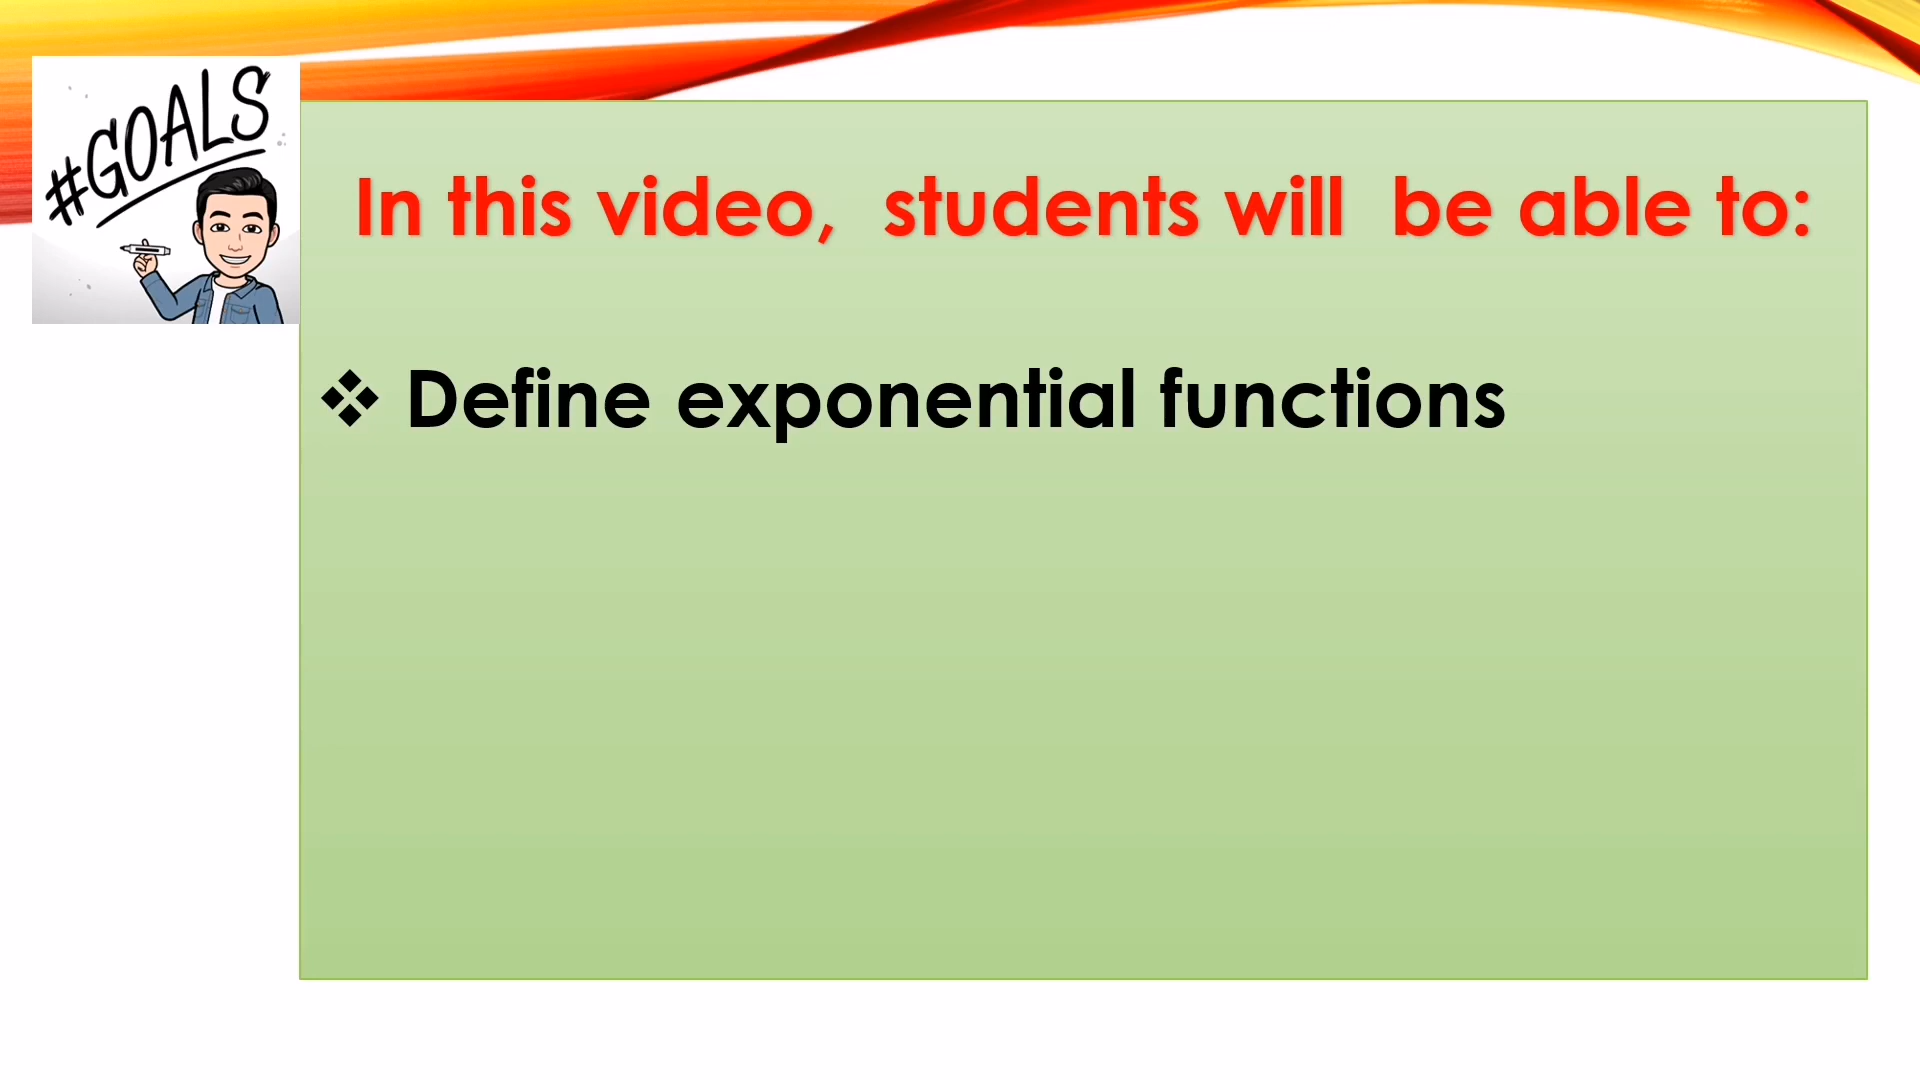 #GOALS
In this video, students will be able to:
❖ Define exponential functions